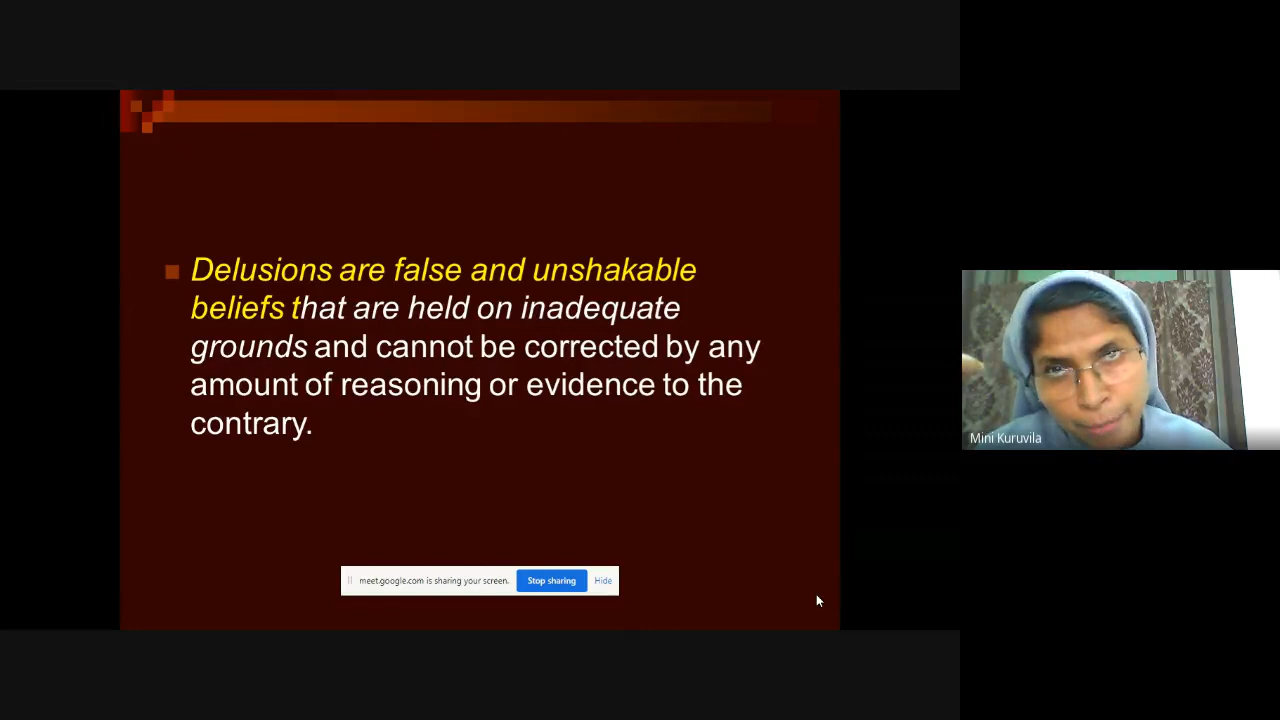 Delusions are false and unshakable
beliefs that are held on inadequate
grounds and cannot be corrected by any
amount of reasoning or evidence to the
contrary.
meet.google.com is sharing your screen. Stop sharing Hide
Mini Kuruvila